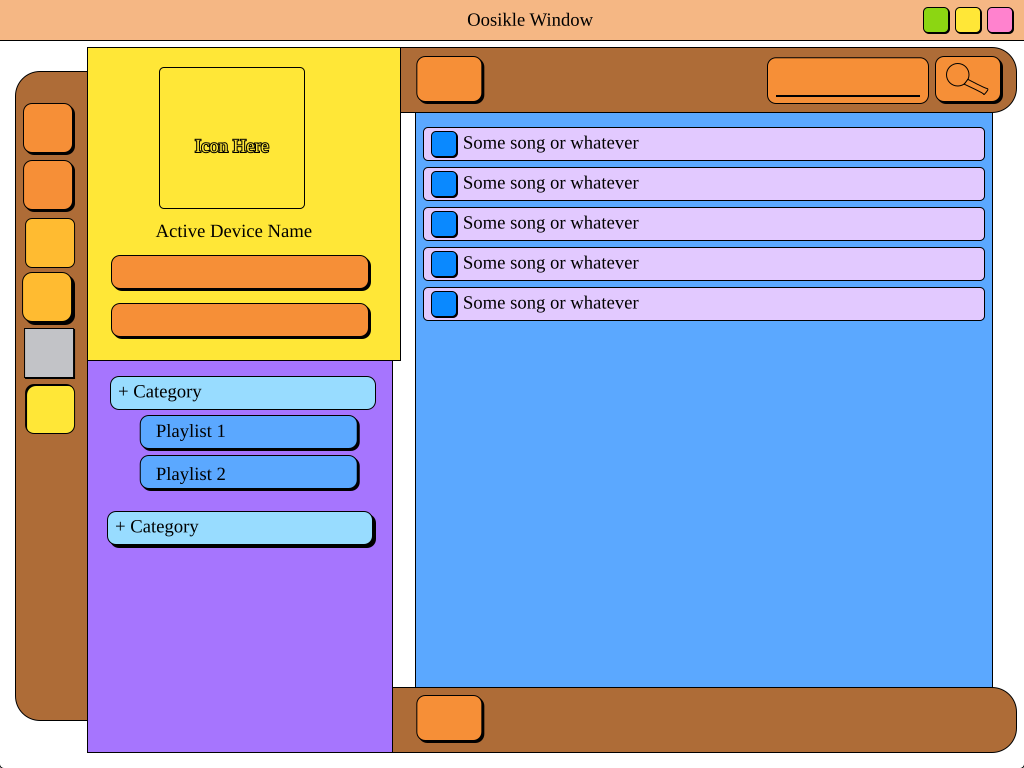 Oosikle Window
Icon Here
Active Device Name
+ Category
Playlist 1
Playlist 2
+ Category
Some song or whatever
Some song or whatever
Some song or whatever
Some song or whatever
Some song or whatever